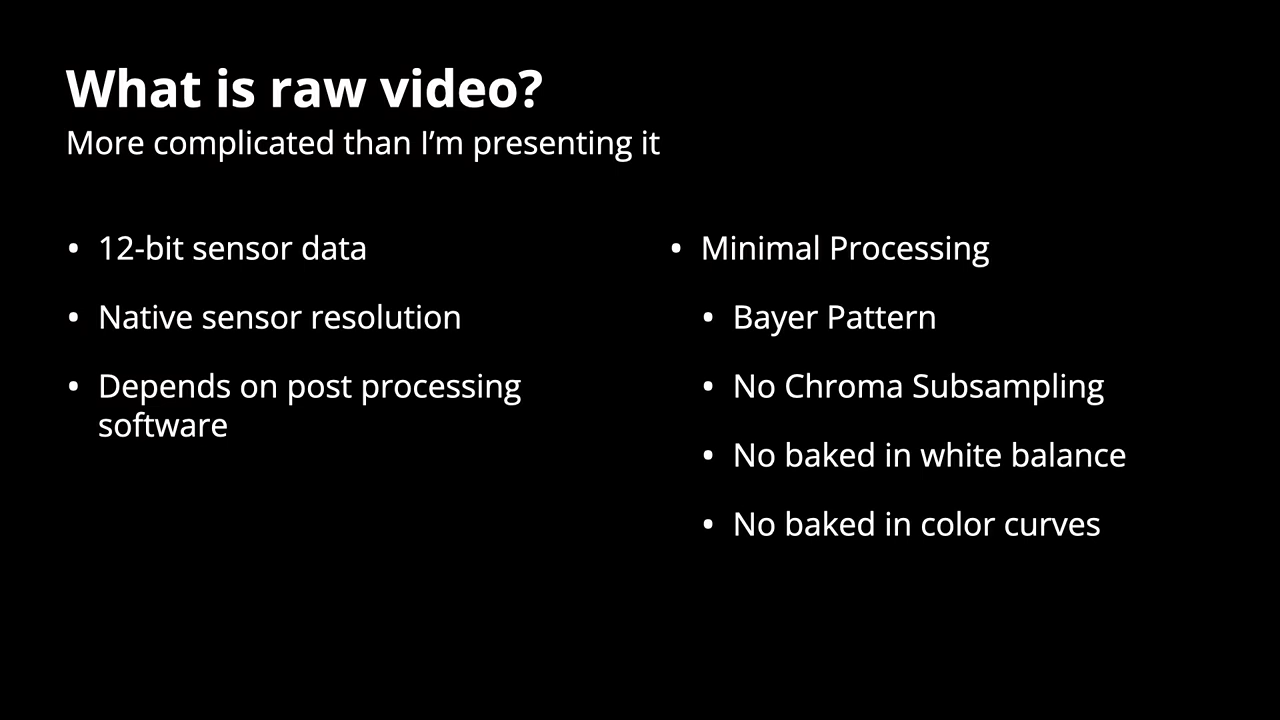 What is raw video?
More complicated than I’m presenting it
• 12-bit sensor data
• Native sensor resolution
• Depends on post processing
software
• Minimal Processing
• Bayer Pattern
• No Chroma Subsampling
• No baked in white balance
• No baked in color curves